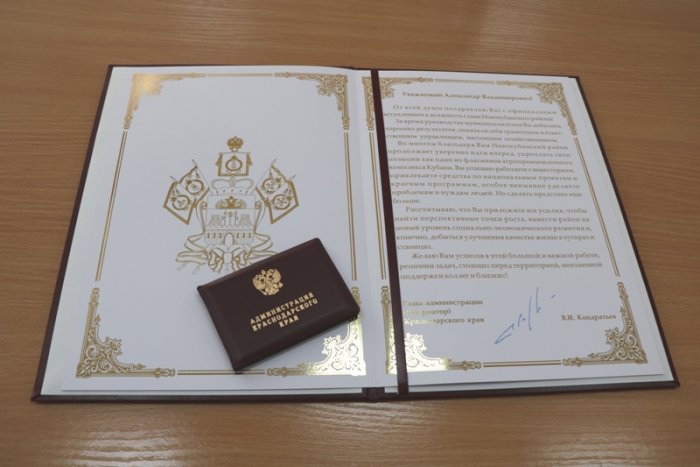 Уважаемый Александр Владимирович!
От всей души поздравляю Вас с официальным
вступлением в должность главы Новокубанского района!
За время руководства муниципалитетом Вы добились
хороших результатов, показали себя грамотным и ответ-
ственным управленцем, настоящим хозяйственником.
Во многом благодаря Вам Новокубанский район
продолжает уверенно идти вперед, укреплять свои
позиции как один из флагманов агропромышленного
комплекса Кубани. Вы успешно работаете с инвесторами,
привлекаете средства по национальным проектам и
краевым программам, особое внимание уделяете
проблемам и нуждам людей. Но сделать предстоит еще
больше.
Рассчитываю, что Вы приложите все усилия, чтобы
найти перспективные точки роста, вывести район на
новый уровень социально-экономического развития и,
конечно, добиться улучшения качества жизни в хуторах и
станицах.
Желаю Вам успехов в этой большой и важной работе,
решения задач, стоящих перед территорией, неизменной
поддержки коллег и близких!
Глава администрации
(губернатор)
Краснодарского края В.И. Кондратьев
АДМИНИСТРАЦИЯ
КРАСНОДАРСКОГО
КРАЯ